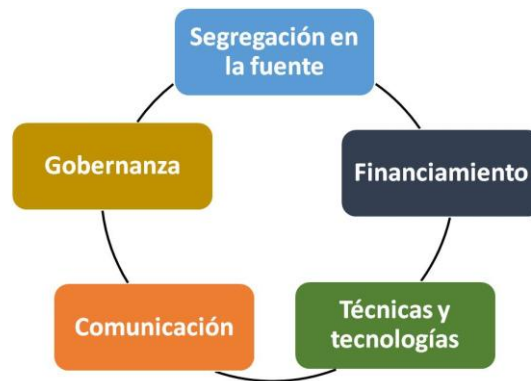 Segregación en
la fuente
Gobernanza
Financiamiento
Comunicación
Técnicas y
tecnologías